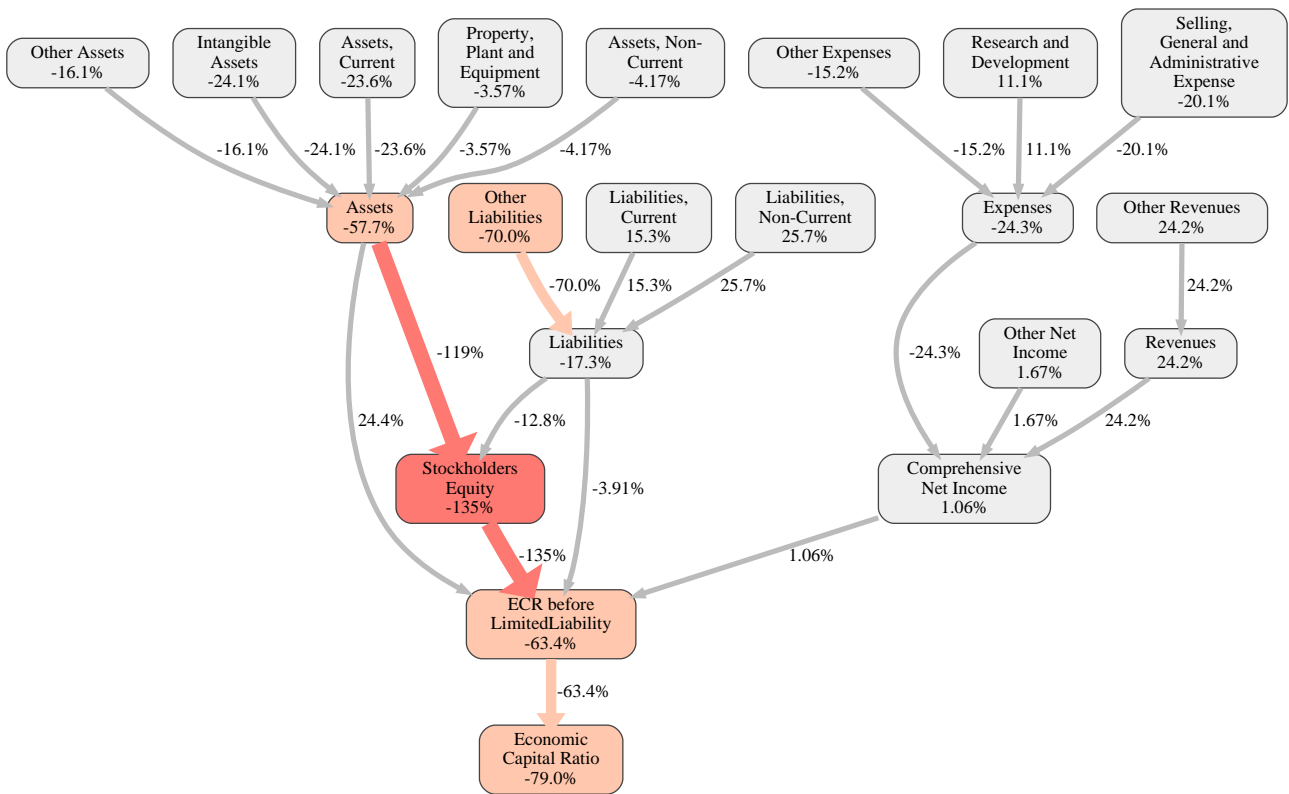 Other Assets
-16.1%
Intangible
Assets
-24.1%
Assets,
Current
-23.6%
Property,
Plant and
Equipment
-3.57%
Assets, Non-
Current
-4.17%
Other Expenses
-15.2%
Research and
Development
11.1%
Selling,
General and
Administrative
Expense
-20.1%
-16.1%
-24.1%
-23.6%
-3.57%
-4.17%
-15.2%
11.1%
-20.1%
Assets
-57.7%
Other
Liabilities
-70.0%
Liabilities,
Current
15.3%
Liabilities,
Non-Current
25.7%
Expenses
-24.3%
Other Revenues
24.2%
-70.0%
15.3%
25.7%
24.2%
-119%
Liabilities
-17.3%
-24.3%
Other Net
Income
1.67%
Revenues
24.2%
24.4%
-12.8%
1.67%
24.2%
Stockholders
Equity
-135%
-3.91%
Comprehensive
Net Income
1.06%
-135%
1.06%
ECR before
LimitedLiability
-63.4%
-63.4%
Economic
Capital Ratio
-79.0%